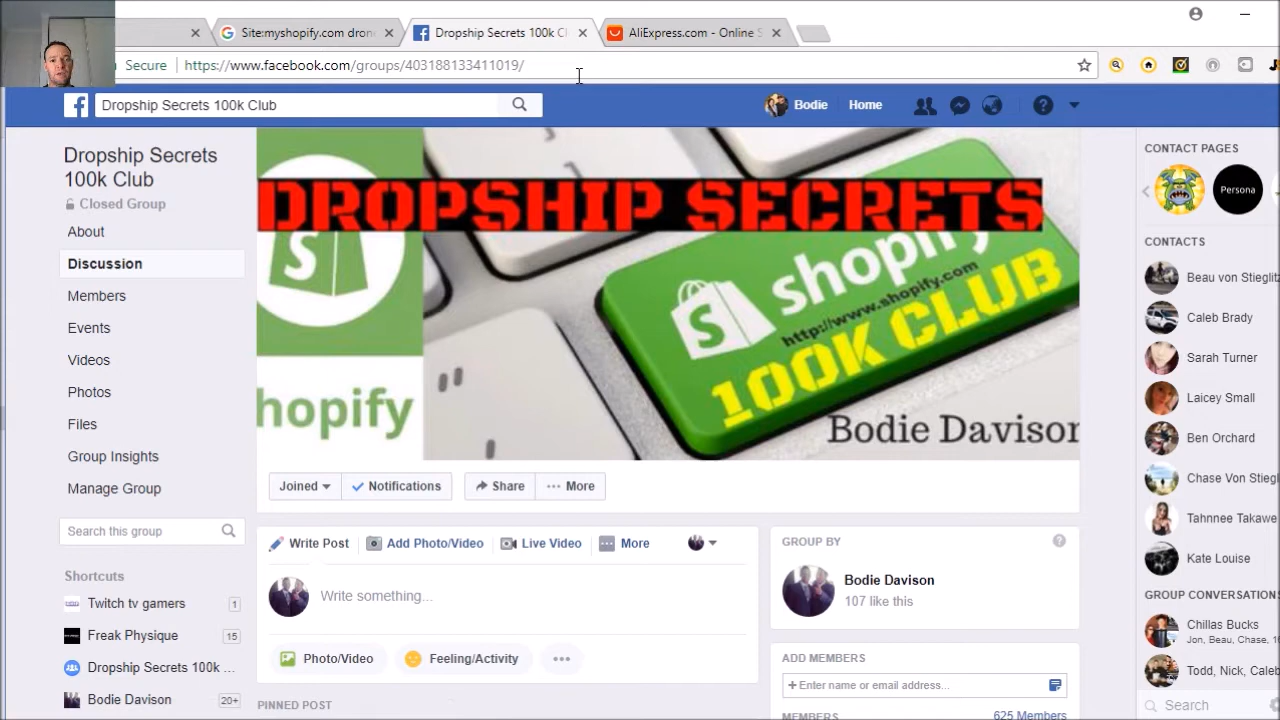 Site:myshopify.com dron
Dropship Secrets 100k Cl
AliExpress.com - Online S
Secure
https://www.facebook.com/groups/403188133411019/
Dropship Secrets 100k Club
Bodie
Home
Dropship Secrets
100k Club
Closed Group
About
Discussion
Members
Events
Videos
Photos
Files
Group Insights
Manage Group
Search this group
Shortcuts
Twitch tv gamers
1
Freak Physique
15
Dropship Secrets 100k ...
Bodie Davison
20+
DROPSHIP SECRETS
shopify
http://www.shopify.com
100K CLUB
hopify
Bodie Davison
Joined
Notifications
Share
More
Write Post
Add Photo/Video
Live Video
More
Write something...
Photo/Video
Feeling/Activity
PINNED POST
GROUP BY
Bodie Davison
107 like this
ADD MEMBERS
+ Enter name or email address...
MEMBERS
625 Members
CONTACT PAGES
Persona
CONTACTS
Beau von Stieglitz
Caleb Brady
Sarah Turner
Laicey Small
Ben Orchard
Chase Von Stiegl
Tahnnee Takawe
Kate Louise
GROUP CONVERSATIONS
Chillas Bucks
Jon, Beau, Chase, 1
Todd, Nick, Caleb
Search